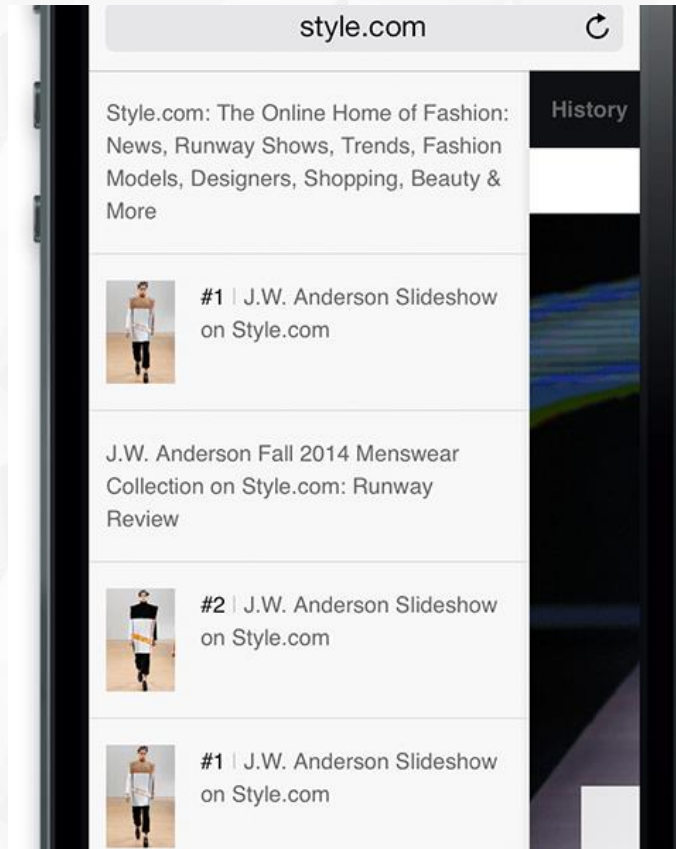 style.com
History
Style.com: The Online Home of Fashion:
News, Runway Shows, Trends, Fashion
Models, Designers, Shopping, Beauty &
More
#1 | J.W. Anderson Slideshow
on Style.com
J.W. Anderson Fall 2014 Menswear
Collection on Style.com: Runway
Review
#2 | J.W. Anderson Slideshow
on Style.com
#1 | J.W. Anderson Slideshow
on Style.com